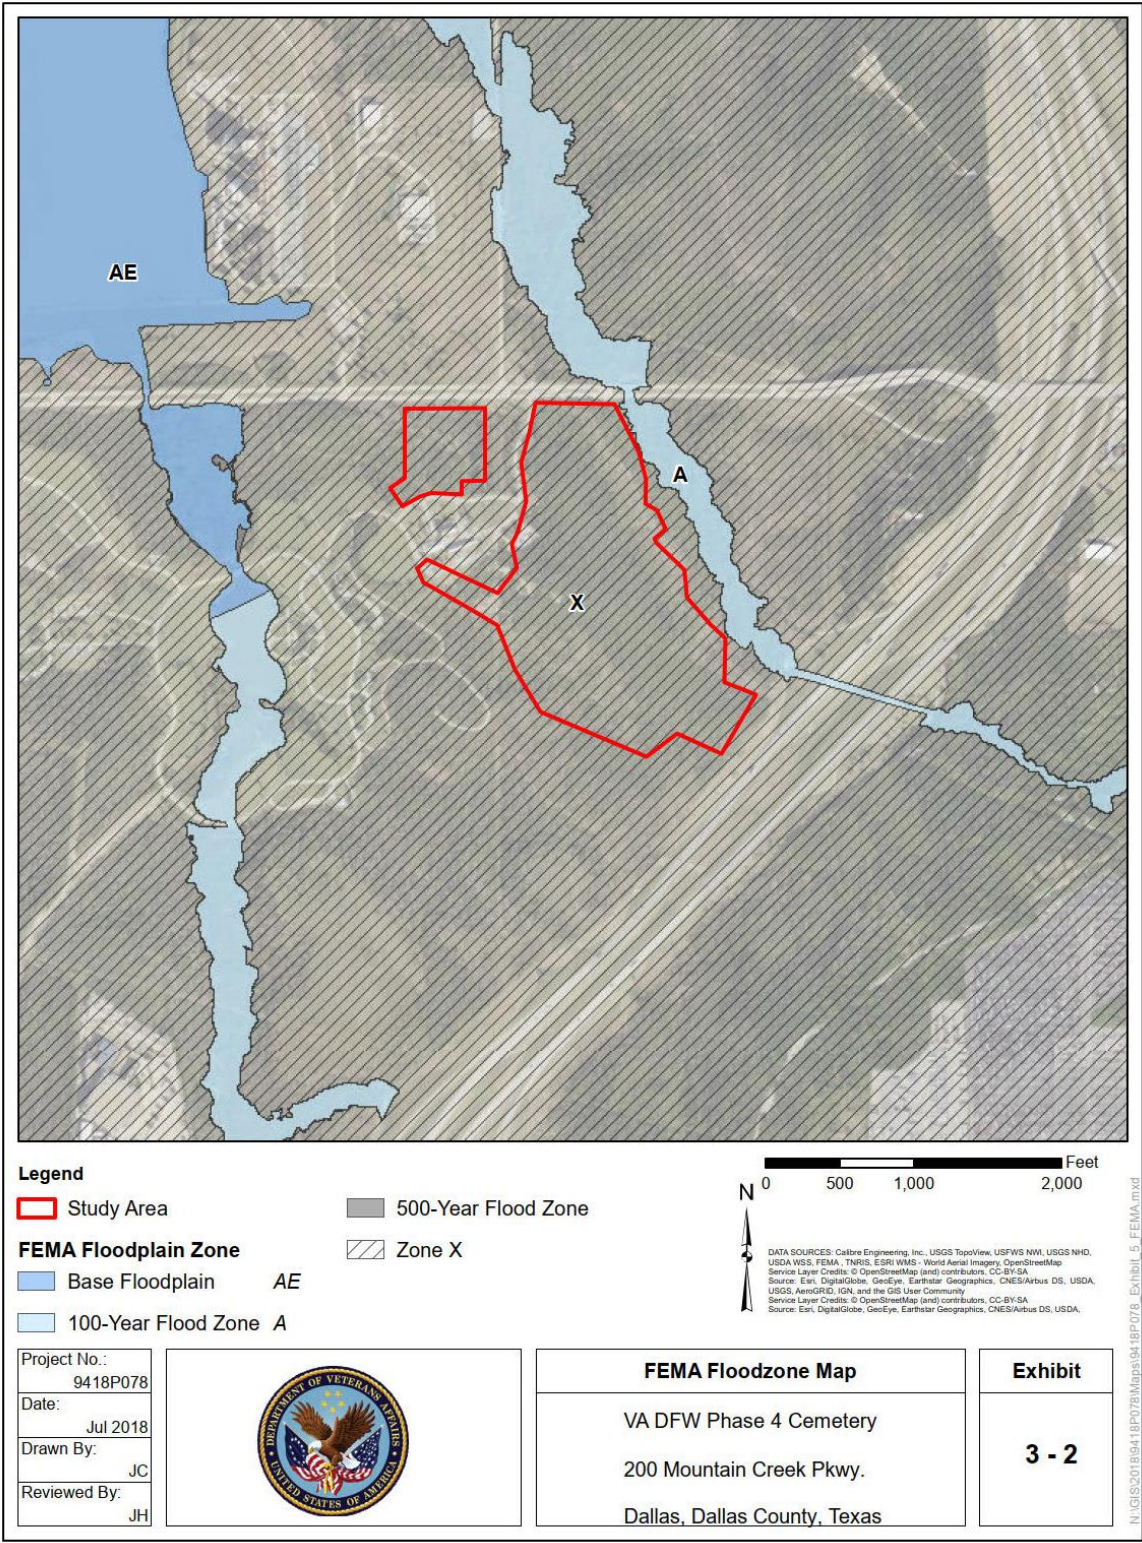 AE
A
X
Legend
Study Area
500-Year Flood Zone
FEMA Floodplain Zone
Zone X
Base Floodplain AE
100-Year Flood Zone A
N
Feet
0 500 1,000 2,000
DATA SOURCES: Calibre Engineering, Inc., USGS TopoView, USFWS NWI, USGS NHD,
USDA WSS, FEMA , TNRIS, ESRI WMS - World Aerial Imagery, OpenStreetMap
Service Layer Credits: © OpenStreetMap (and) contributors, CC-BY-SA
Source: Esri, DigitalGlobe, GeoEye, Earthstar Geographics, CNES/Airbus DS, USDA,
USGS, AeroGRID, IGN, and the GIS User Community
Service Layer Credits: © OpenStreetMap (and) contributors, CC-BY-SA
Source: Esri, DigitalGlobe, GeoEye, Earthstar Geographics, CNES/Airbus DS, USDA,
Project No.:
9418P078
Date:
Jul 2018
Drawn By:
JC
Reviewed By:
JH
DEPARTMENT OF VETERANS AFFAIRS
UNITED STATES OF AMERICA
FEMA Floodzone Map
VA DFW Phase 4 Cemetery
200 Mountain Creek Pkwy.
Dallas, Dallas County, Texas
Exhibit
3 - 2
N:\GIS\2018\9418P078\Maps\9418P078_Exhibit_5_FEMA.mxd